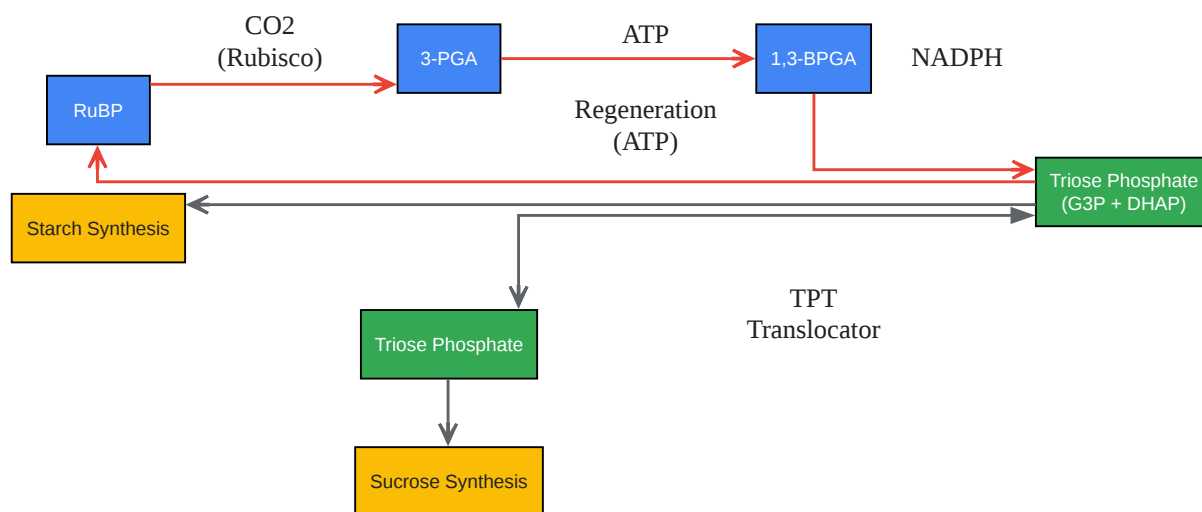 CO2
(Rubisco)
3-PGA
ATP
1,3-BPGA
NADPH
RuBP
Regeneration
(ATP)
Triose Phosphate
(G3P + DHAP)
Starch Synthesis
TPT
Translocator
Triose Phosphate
Sucrose Synthesis